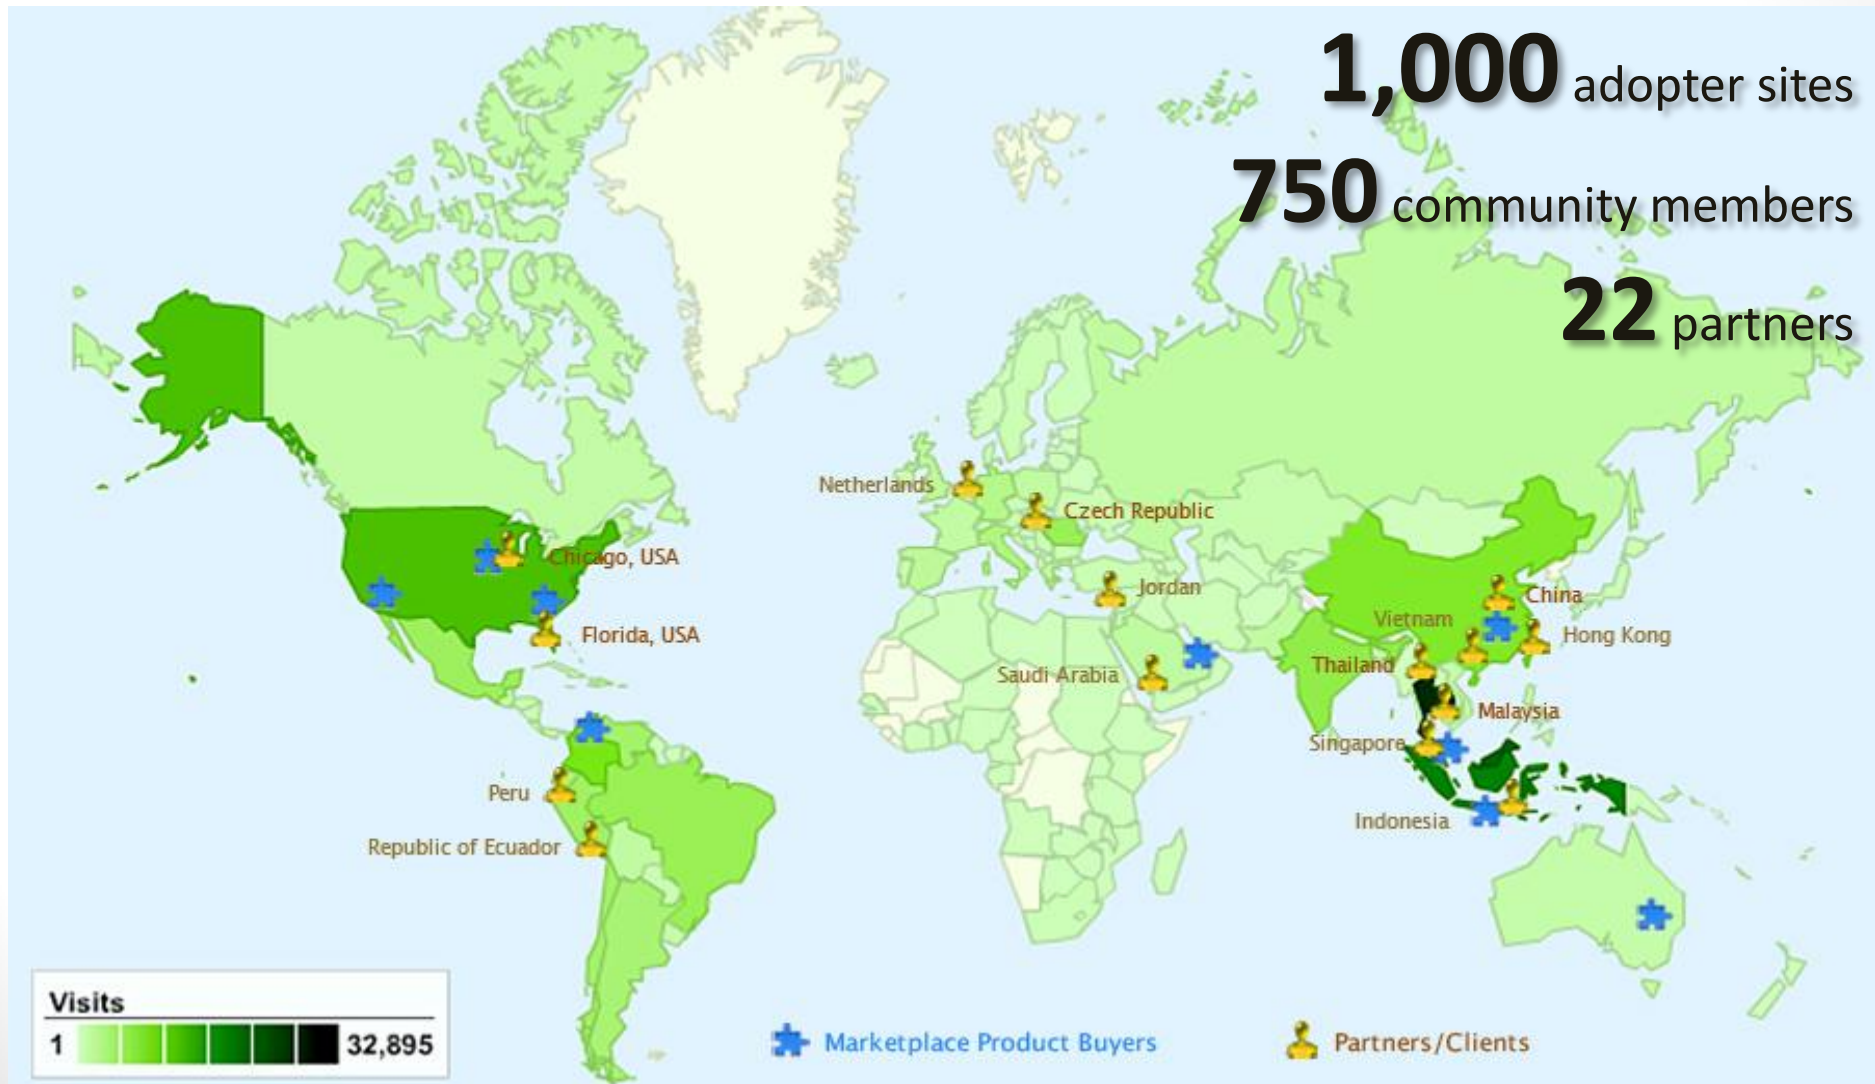 1,000 adopter sites
750 community members
22 partners
Netherlands
Czech Republic
Chicago, USA
Jordan
China
Vietnam
Florida, USA
Hong Kong
Thailand
Saudi Arabia
Malaysia
Singapore
Peru
Indonesia
Republic of Ecuador
Visits
1 32,895
Marketplace Product Buyers
Partners/Clients